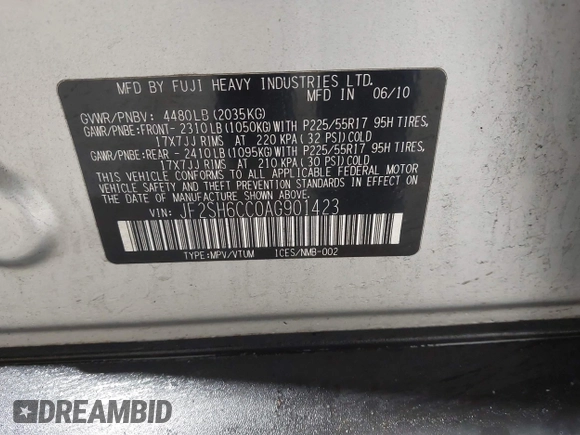 MFD BY FUJI HEAVY INDUSTRIES LTD.
MFD IN 06/10
GVWR/PNBV: 4480LB (2035KG)
GAWR/PNBE:FRONT- 2310LB (1050KG) WITH P225/55R17 95H TIRES,
17X7JJ RIMS AT 220 KPA ( 32 PSI) COLD
GAWR/PNBE:REAR - 2410LB (1095KG) WITH P225/55R17 95H TIRES,
17X7JJ RIMS AT 210 KPA ( 30 PSI) COLD
THIS VEHICLE CONFORMS TO ALL APPLICABLE FEDERAL MOTOR
VEHICLE SAFETY AND BUMPER STANDARDS IN EFFECT ON
THE DATE OF MANUFACTURE SHOWN ABOVE.
VIN: JF2SH6CC0AG901423
TYPE:MPV/VTUM ICES/NMB-002
DREAMBID